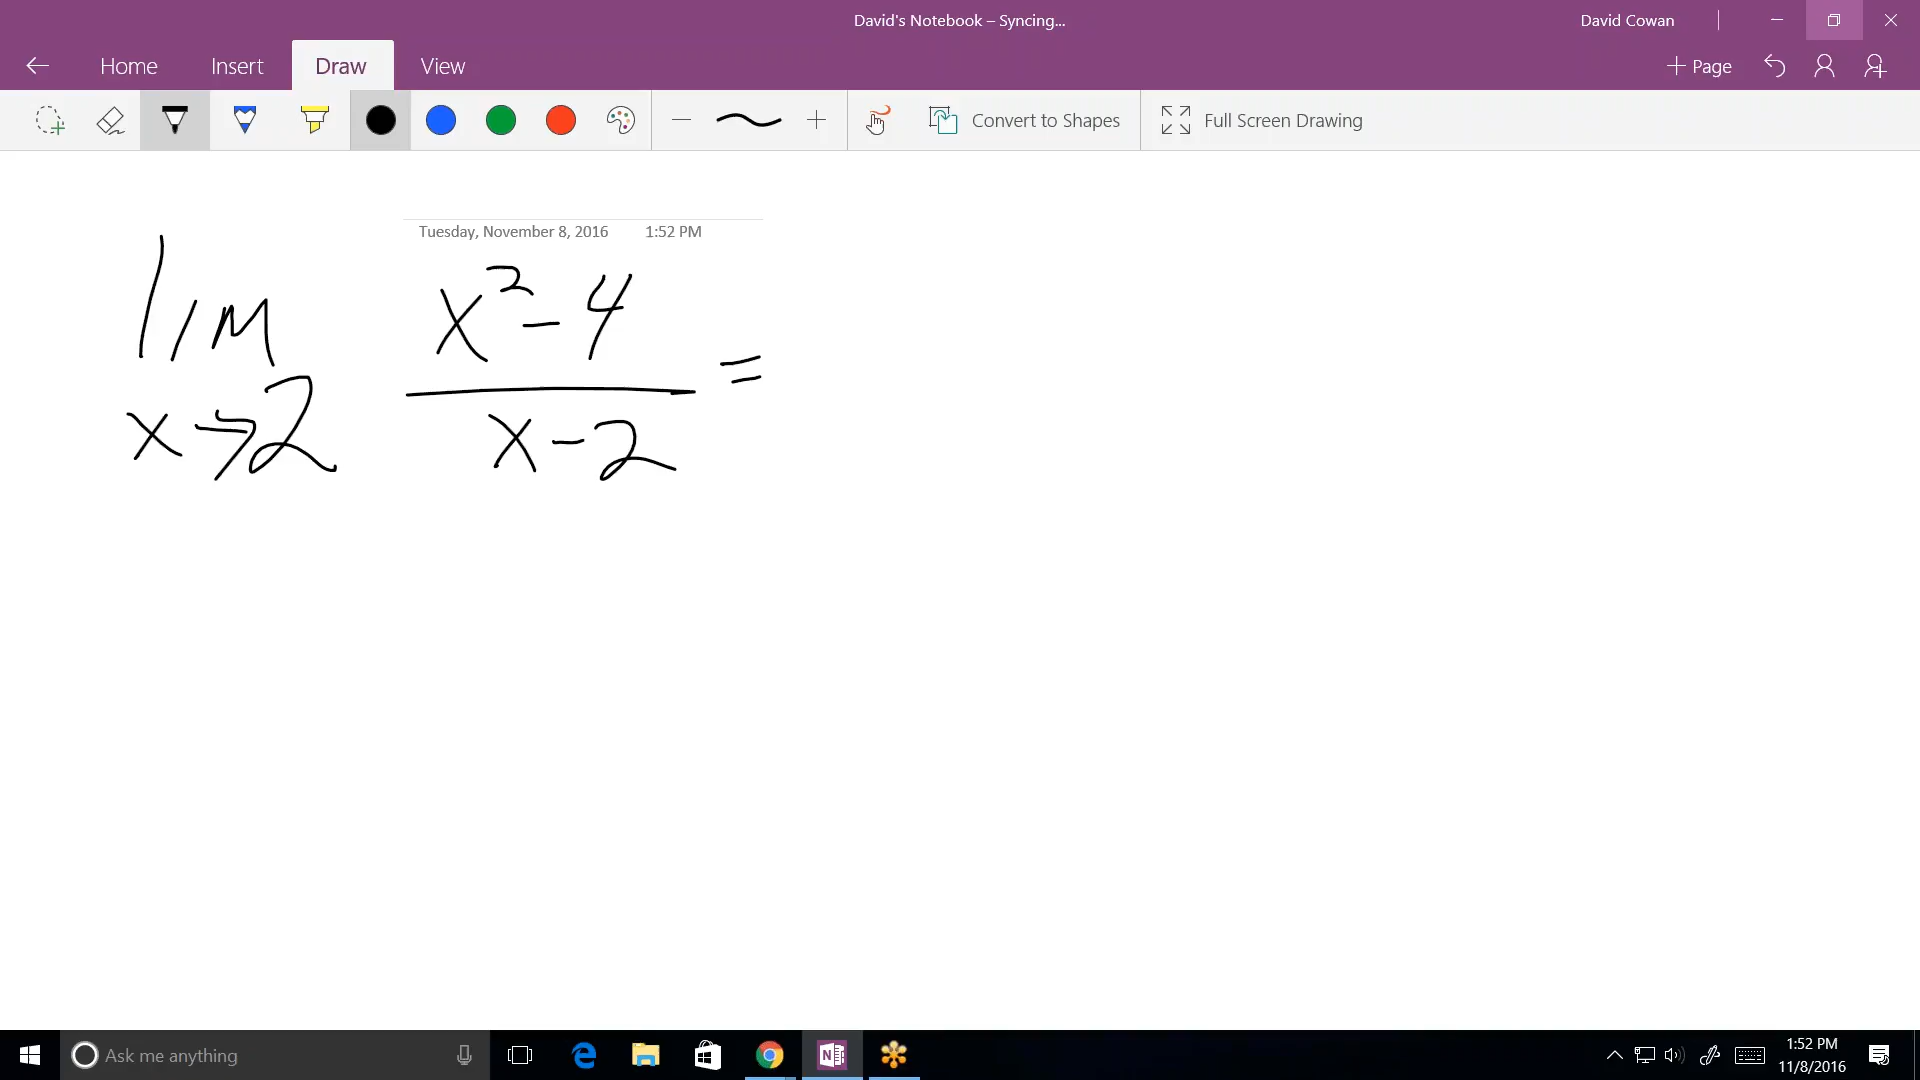 David's Notebook – Syncing...
David Cowan
Home Insert Draw View
Page
Convert to Shapes
Full Screen Drawing
Tuesday, November 8, 2016 1:52 PM
lim x² - 4 =
x → 2 x - 2
Ask me anything
1:52 PM
11/8/2016